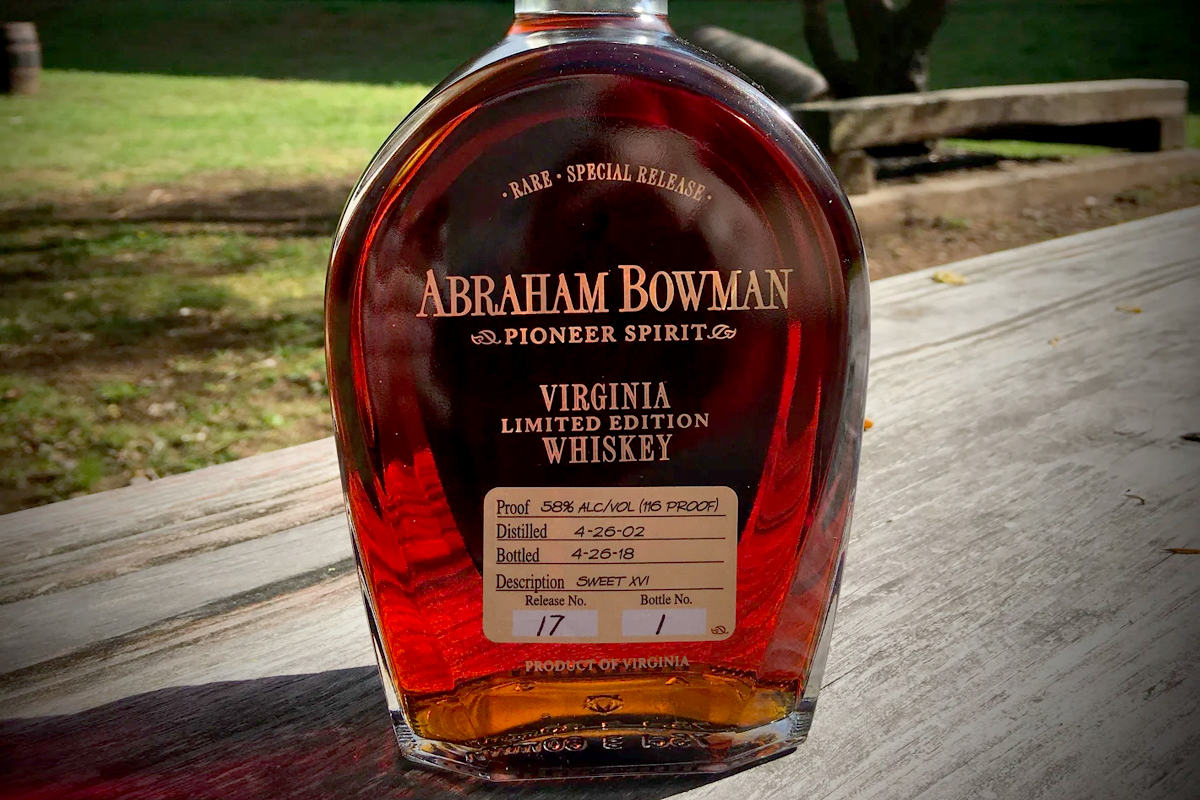 · RARE · SPECIAL RELEASE ·
ABRAHAM BOWMAN
PIONEER SPIRIT
VIRGINIA
LIMITED EDITION
WHISKEY
Proof 58% ALC/VOL (116 PROOF)
Distilled 4-26-02
Bottled 4-26-18
Description SWEET XVI
Release No. Bottle No.
17 1
PRODUCT OF VIRGINIA